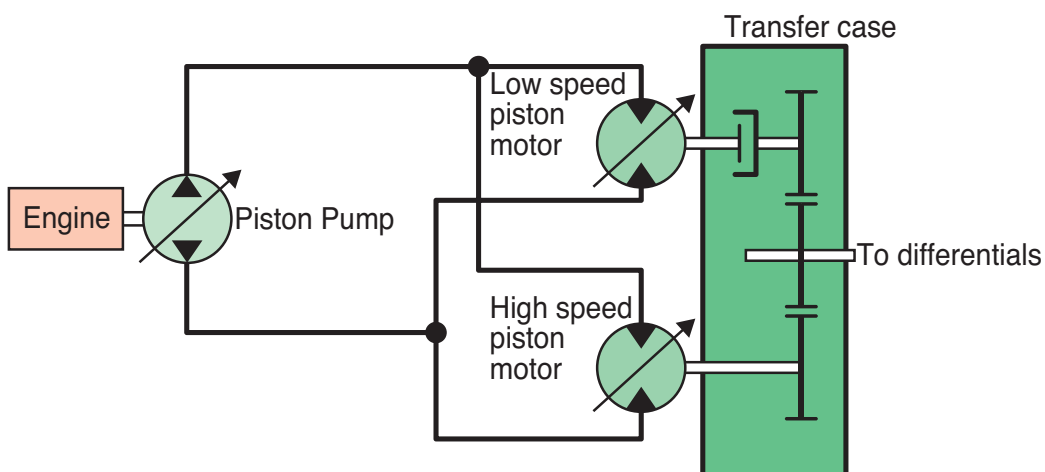 Transfer case
Low speed
piston
motor
Engine
Piston Pump
To differentials
High speed
piston
motor